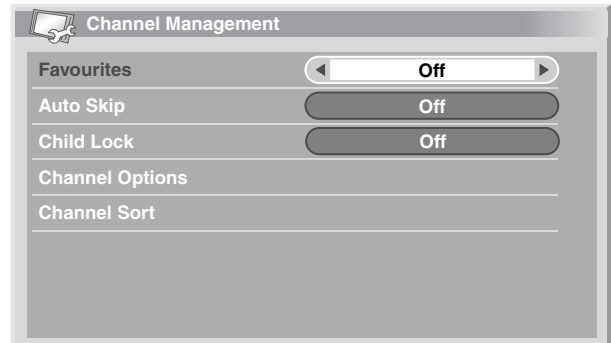 Channel Management
Favourites Off
Auto Skip Off
Child Lock Off
Channel Options
Channel Sort